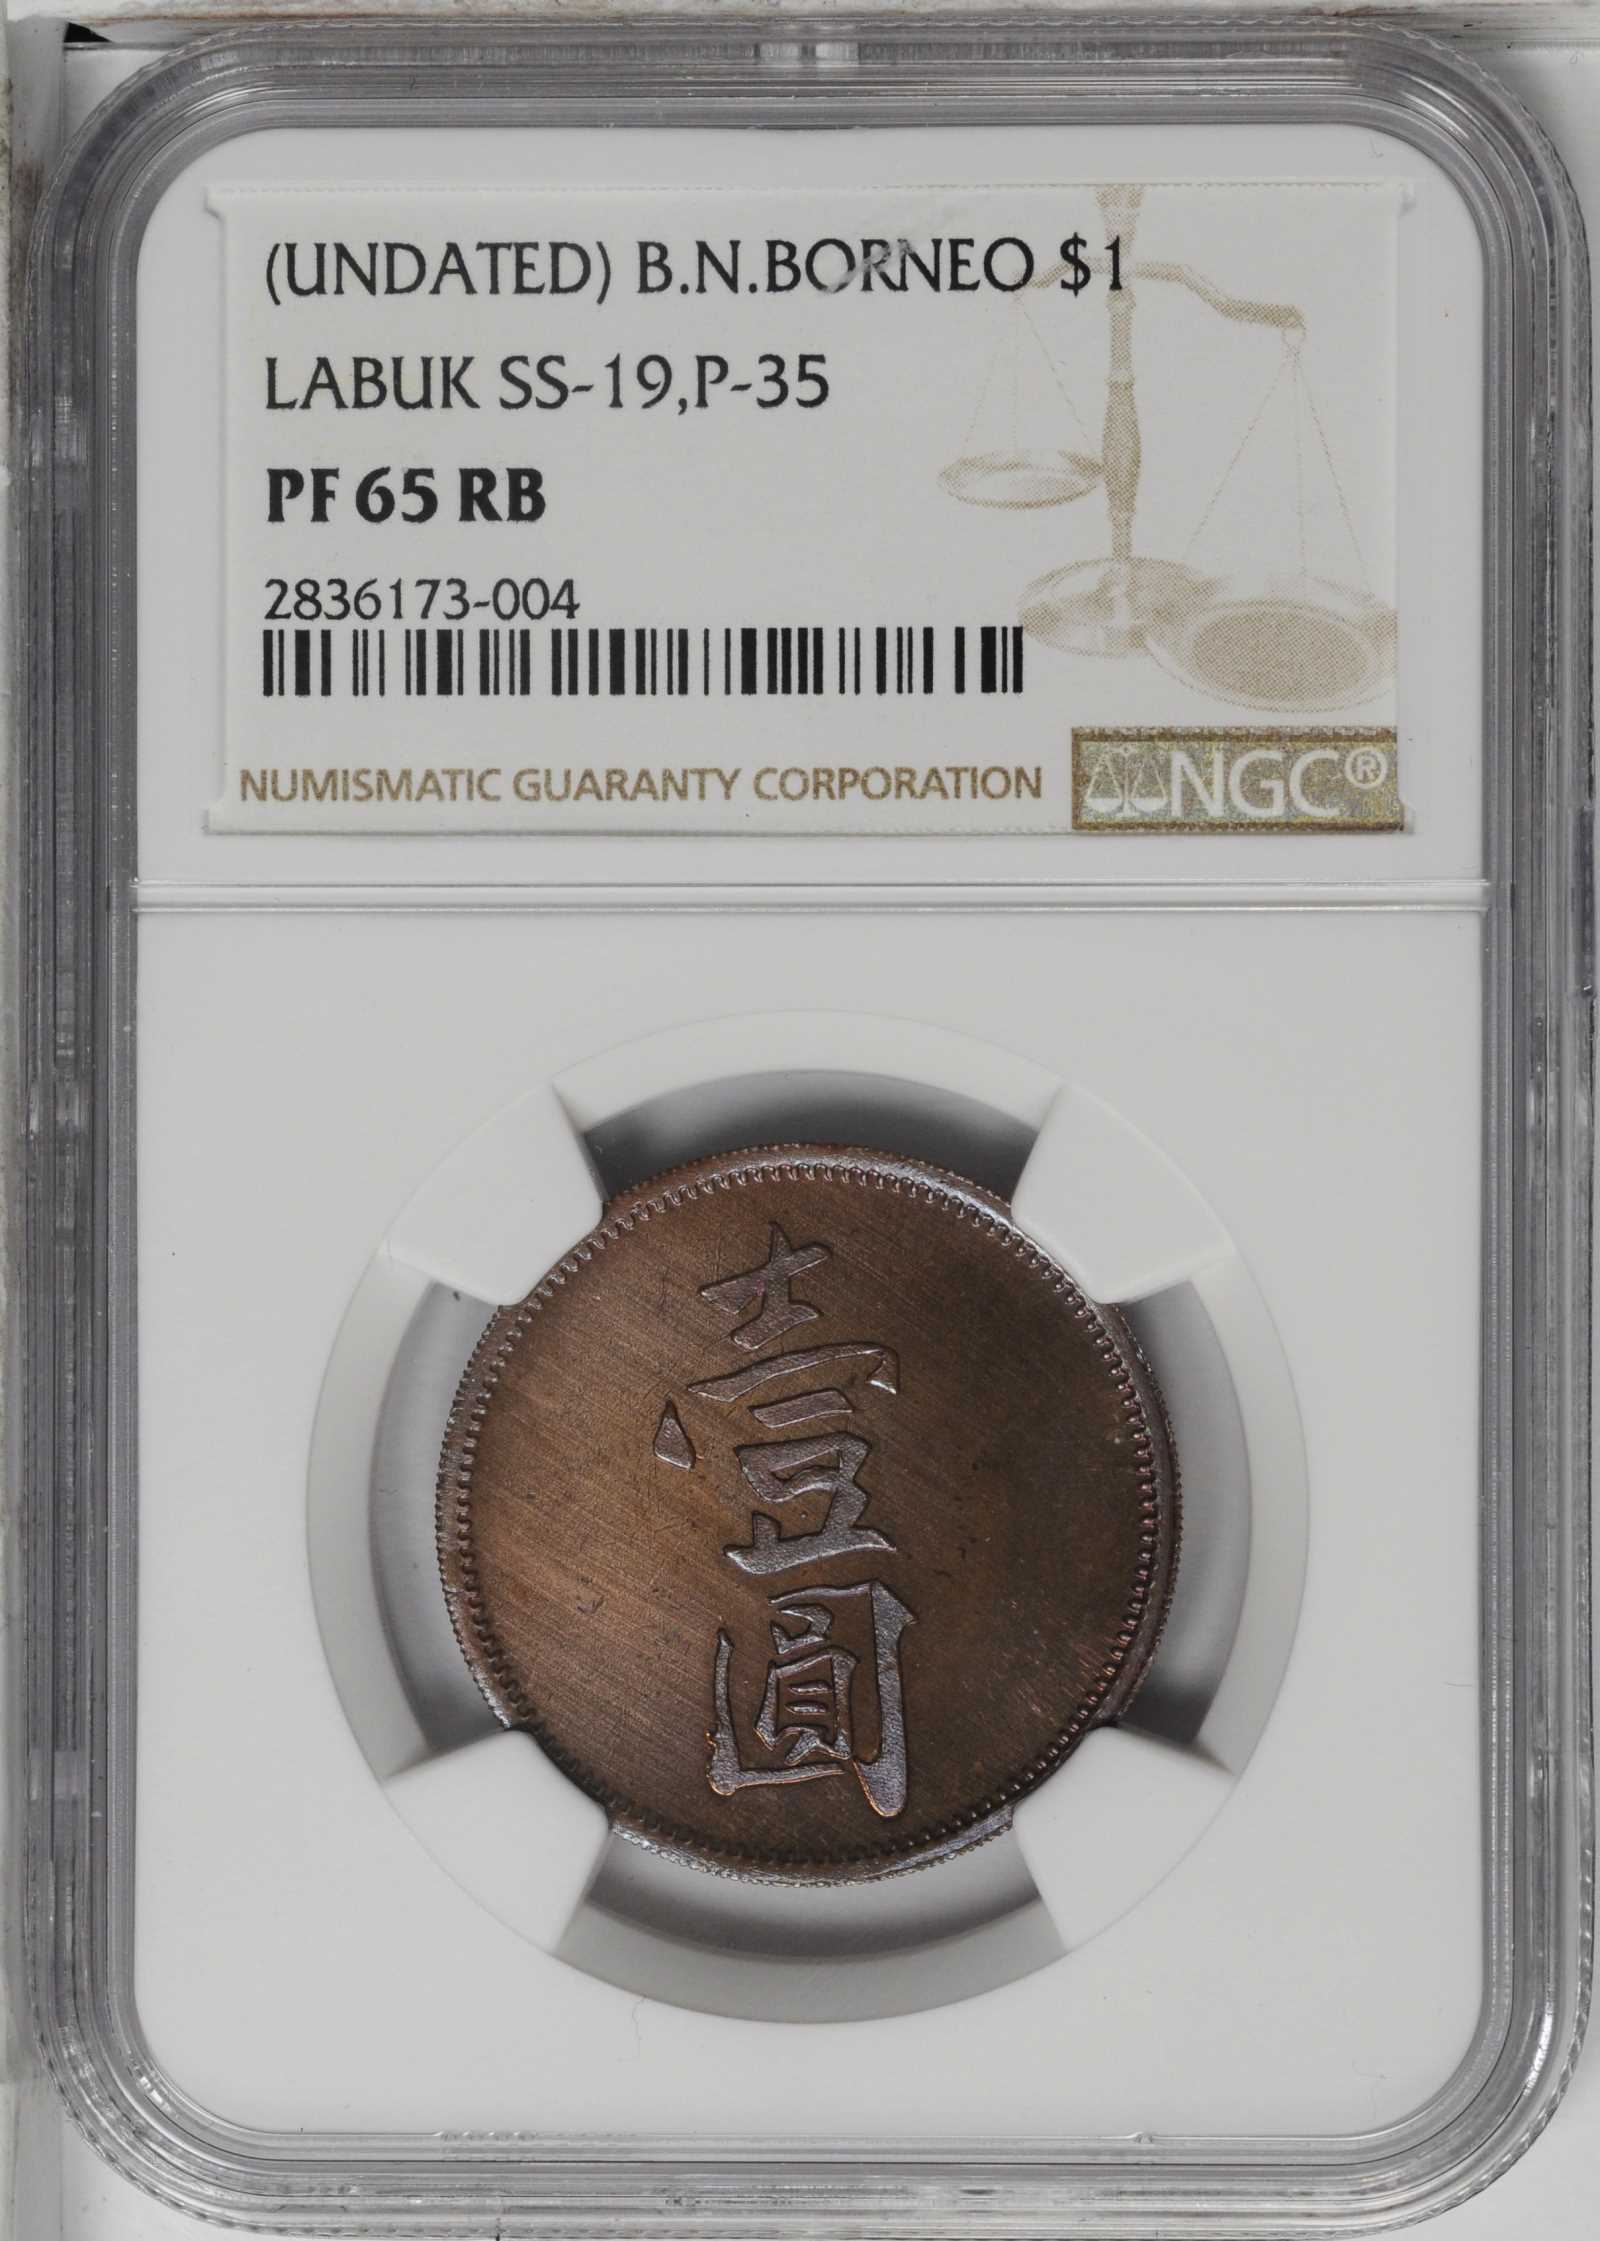 (UNDATED) B.N.BORNEO $1
LABUK SS-19,P-35
PF 65 RB
2836173-004
NUMISMATIC GUARANTY CORPORATION
NGC®
壹
圓